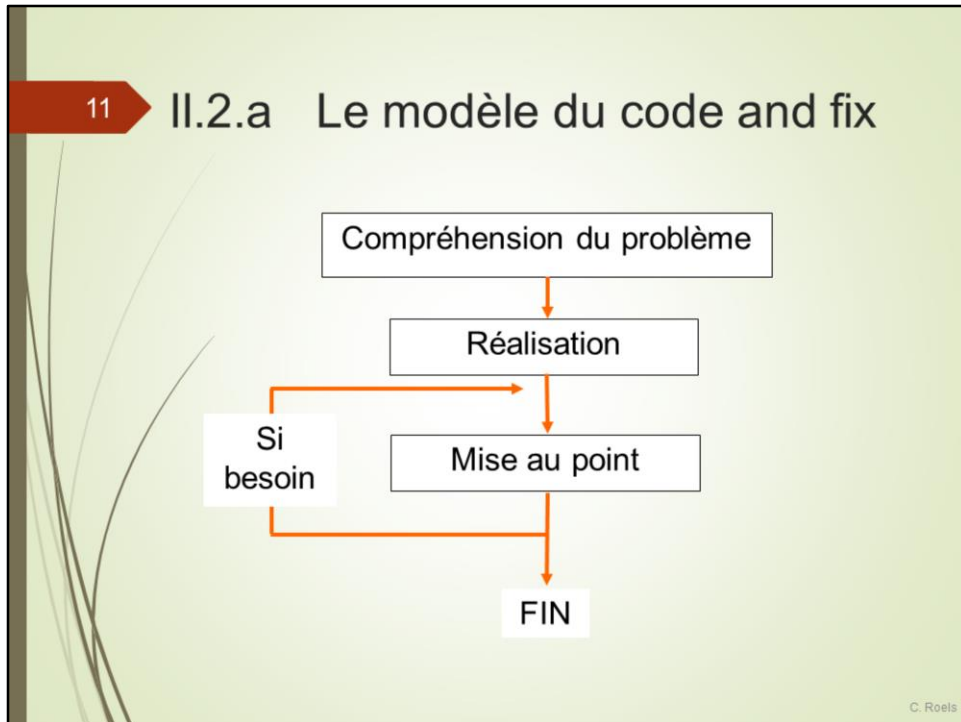 11
II.2.a Le modèle du code and fix
Compréhension du problème
Réalisation
Si
besoin
Mise au point
FIN
C. Roels